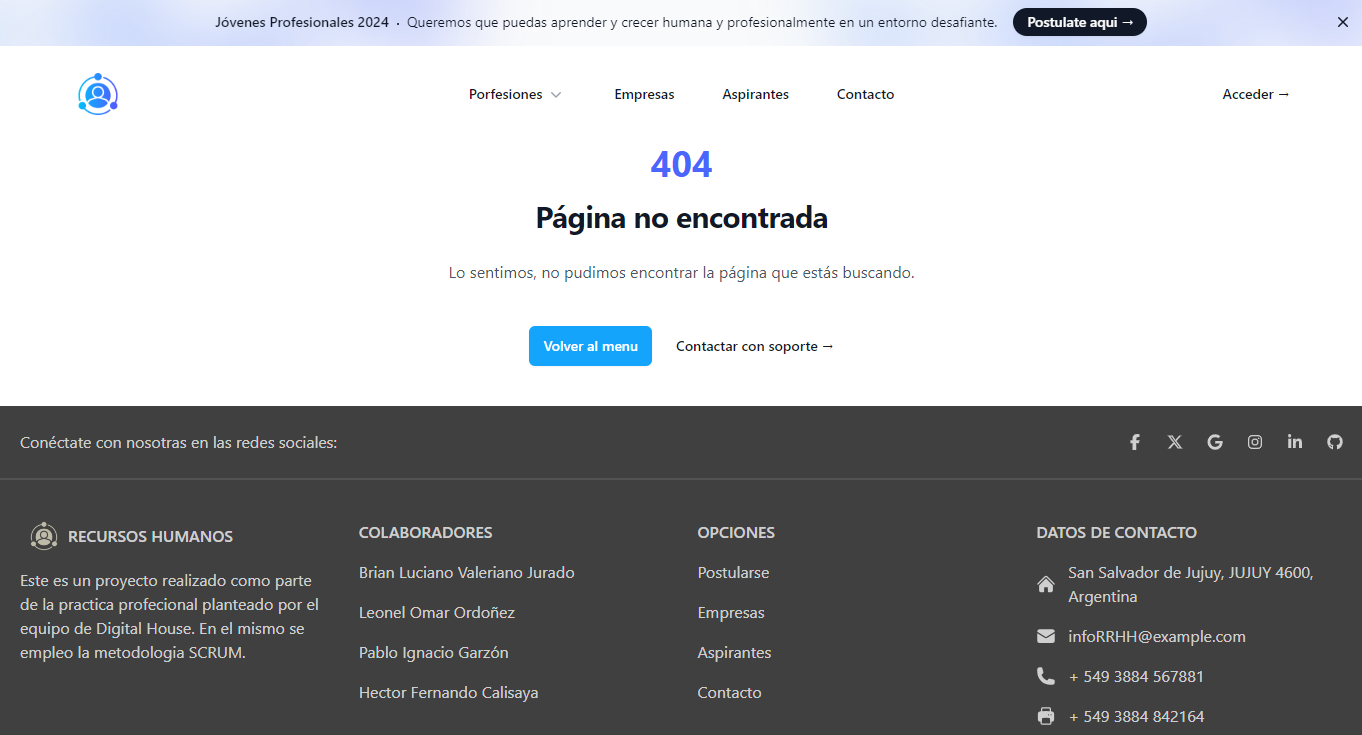 Jóvenes Profesionales 2024 · Queremos que puedas aprender y crecer humana y profesionalmente en un entorno desafiante. Postulate aqui →
Porfesiones Empresas Aspirantes Contacto Acceder →
404
Página no encontrada
Lo sentimos, no pudimos encontrar la página que estás buscando.
Volver al menu Contactar con soporte →
Conéctate con nosotras en las redes sociales:
RECURSOS HUMANOS
Este es un proyecto realizado como parte
de la practica profecional planteado por el
equipo de Digital House. En el mismo se
empleo la metodologia SCRUM.
COLABORADORES
Brian Luciano Valeriano Jurado
Leonel Omar Ordoñez
Pablo Ignacio Garzón
Hector Fernando Calisaya
OPCIONES
Postularse
Empresas
Aspirantes
Contacto
DATOS DE CONTACTO
San Salvador de Jujuy, JUJUY 4600,
Argentina
infoRRHH@example.com
+ 549 3884 567881
+ 549 3884 842164